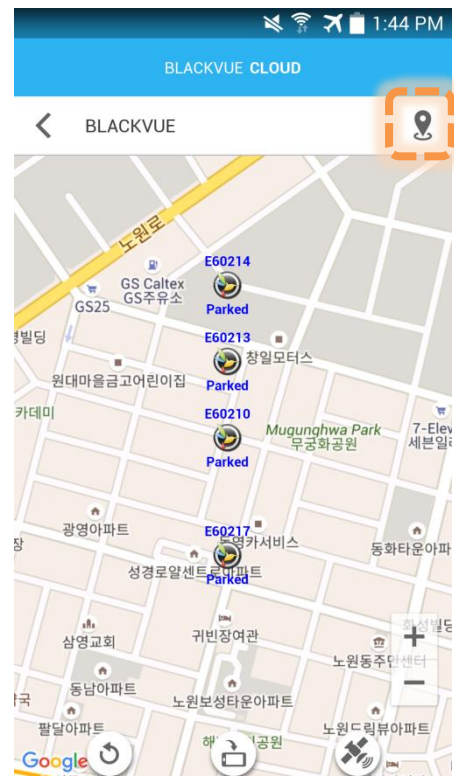 1:44 PM
BLACKVUE CLOUD
BLACKVUE
노원로
E60214
GS Caltex
GS주유소
GS25
Parked
E60213
창일모터스
원대마을금고어린이집
Parked
카데미
E60210
Mugunghwa Park
무궁화공원
7-Elev
세븐일
Parked
광영아파트
E60217
동화타운아파
성경로얄센트로아파트
Parked
삼영교회
귀빈장여관
노원동주민센터
동남아파트
노원보성타운아파트
팔달아파트
노원드림뷰아파트
Google
공원